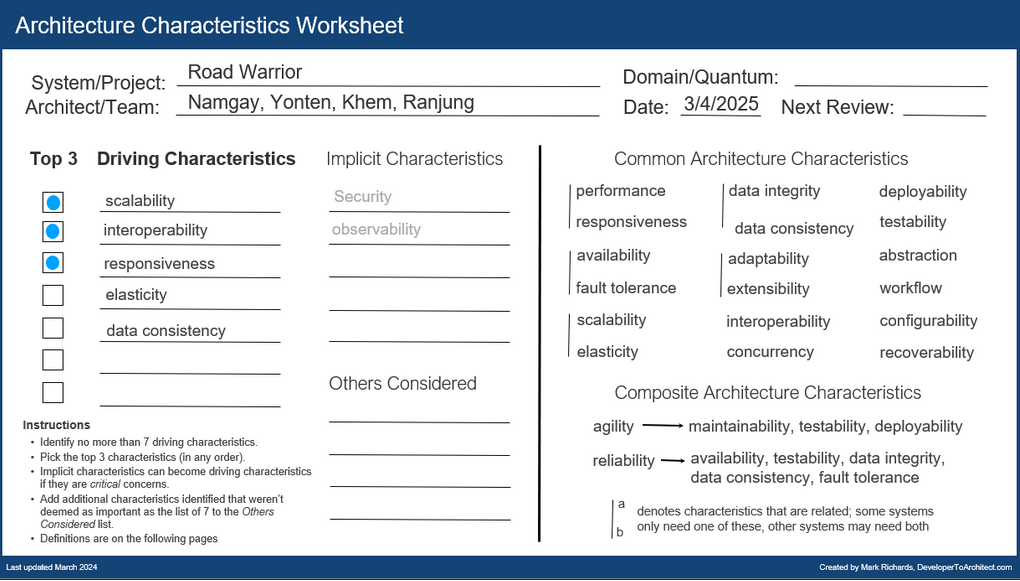 Architecture Characteristics Worksheet
System/Project: Road Warrior
Architect/Team: Namgay, Yonten, Khem, Ranjung
Domain/Quantum:
Date: 3/4/2025 Next Review:
Top 3 Driving Characteristics
scalability
interoperability
responsiveness
elasticity
data consistency
Instructions
• Identify no more than 7 driving characteristics.
• Pick the top 3 characteristics (in any order).
• Implicit characteristics can become driving characteristics
if they are critical concerns.
• Add additional characteristics identified that weren't
deemed as important as the list of 7 to the Others
Considered list.
• Definitions are on the following pages
Implicit Characteristics
Security
observability
Others Considered
Common Architecture Characteristics
performance
responsiveness
availability
fault tolerance
scalability
elasticity
data integrity
data consistency
adaptability
extensibility
interoperability
concurrency
deployability
testability
abstraction
workflow
configurability
recoverability
Composite Architecture Characteristics
agility → maintainability, testability, deployability
reliability → availability, testability, data integrity,
data consistency, fault tolerance
a
b
denotes characteristics that are related; some systems
only need one of these, other systems may need both
Last updated March 2024
Created by Mark Richards, DeveloperToArchitect.com